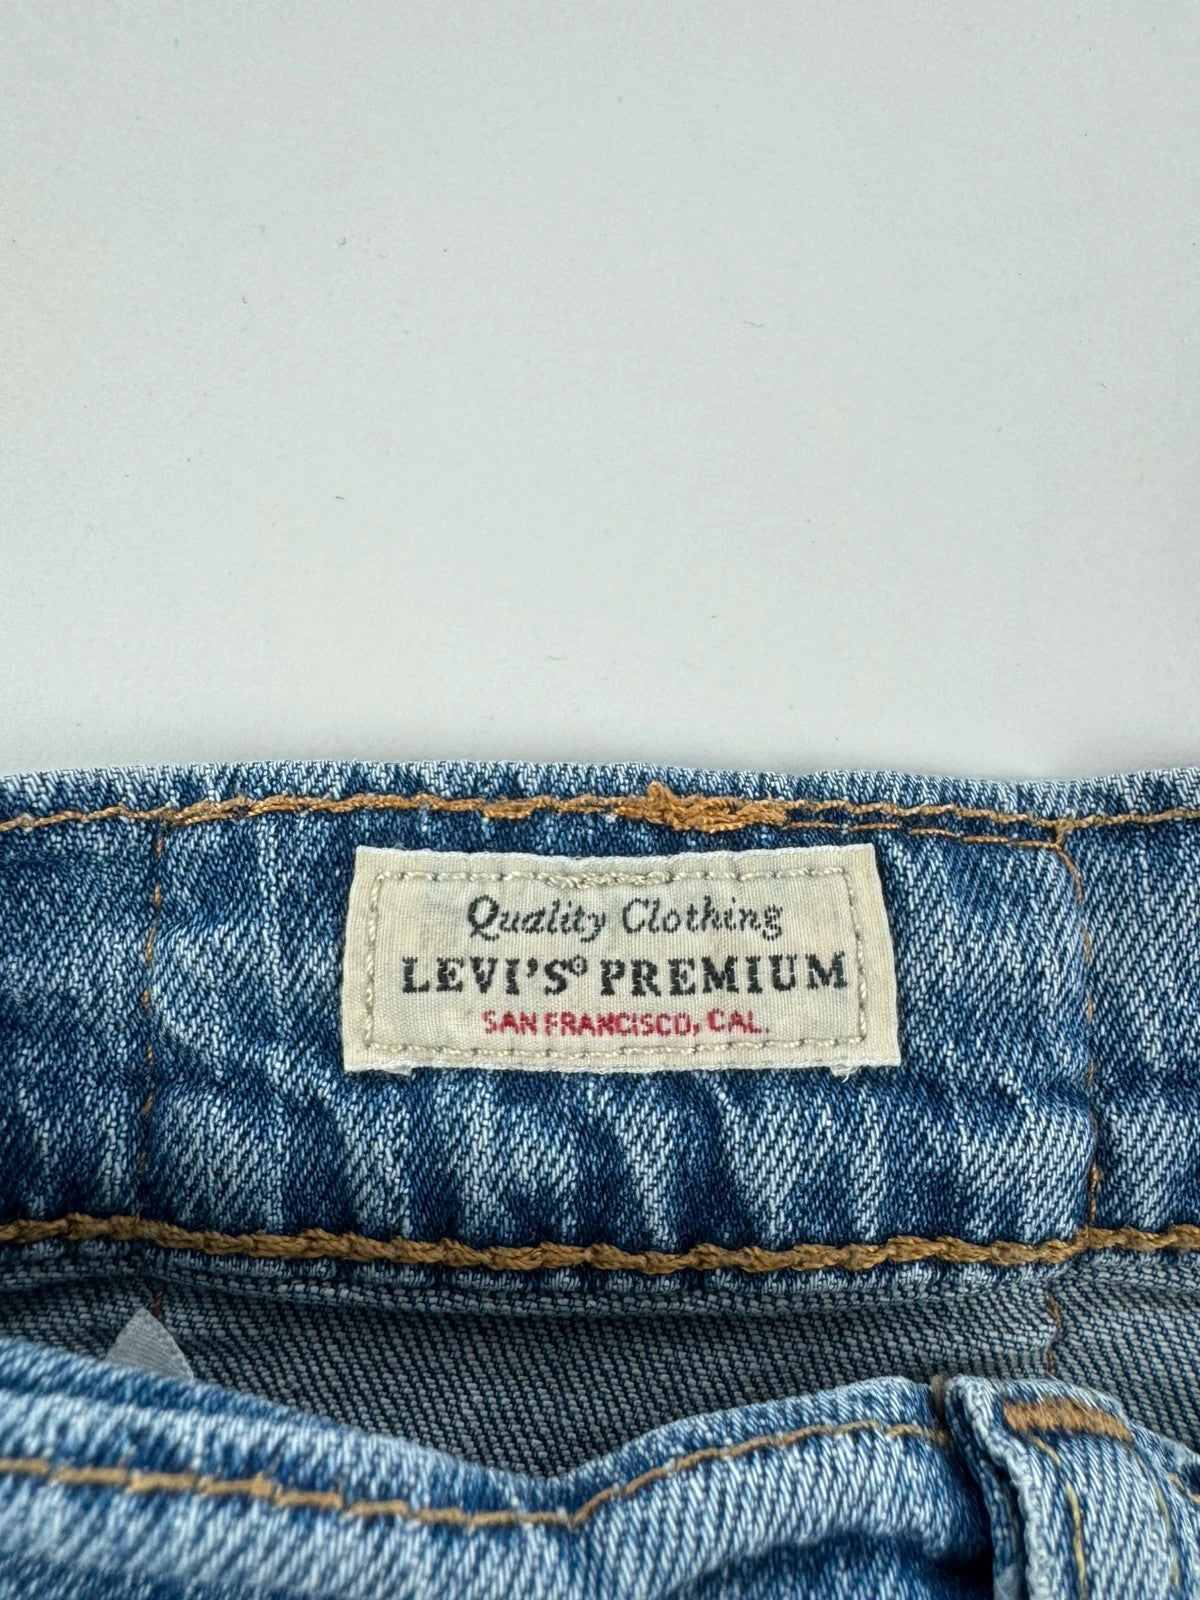 Quality Clothing
LEVI'S® PREMIUM
SAN FRANCISCO, CAL.